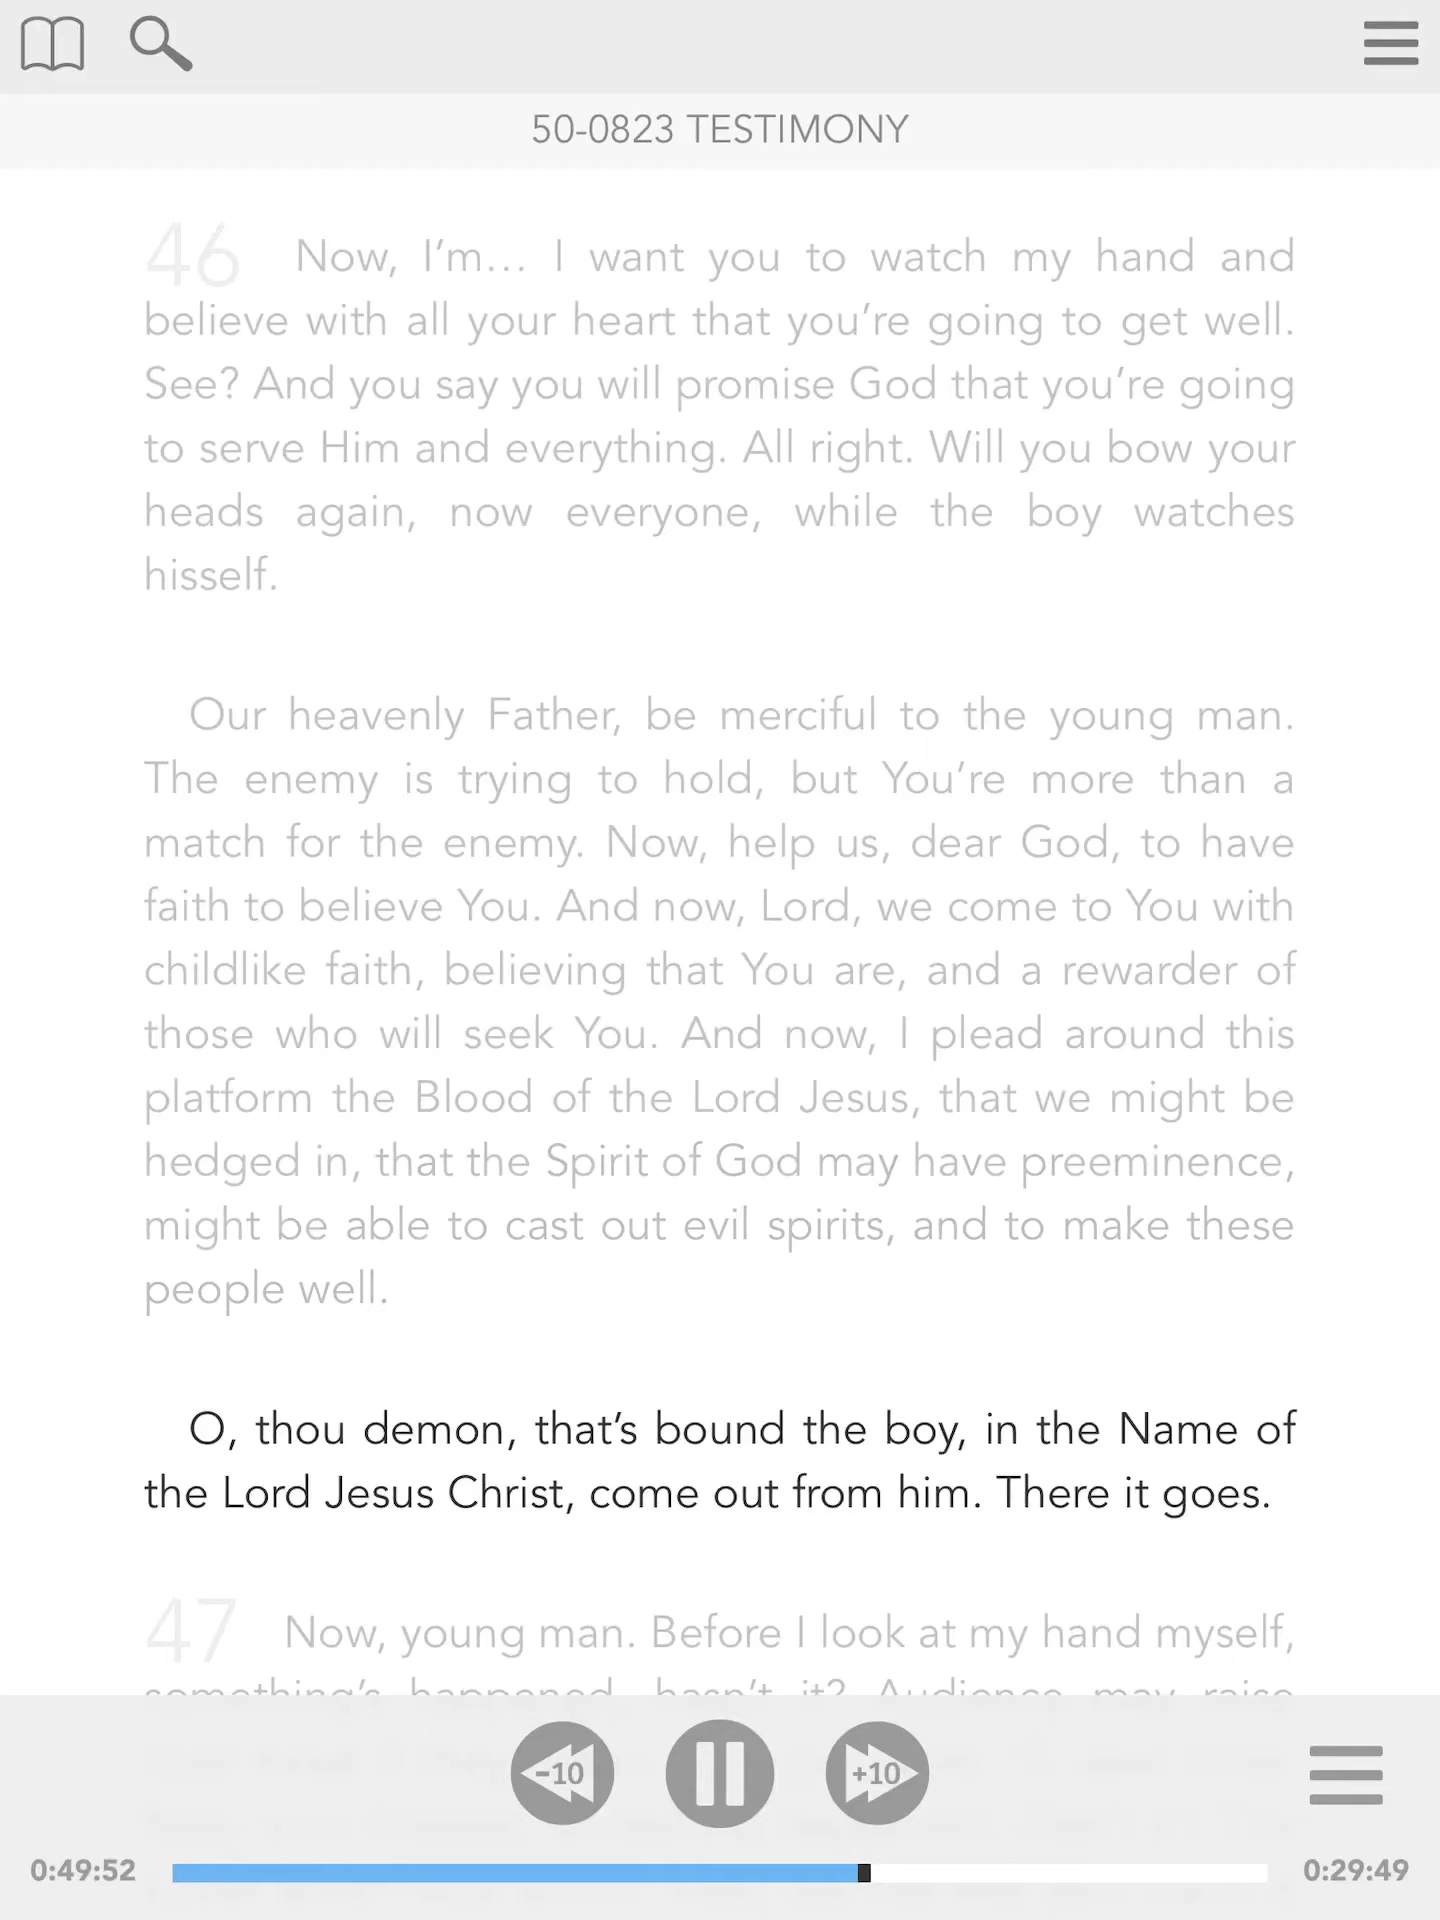 50-0823 TESTIMONY
46 Now, I’m… I want you to watch my hand and
believe with all your heart that you’re going to get well.
See? And you say you will promise God that you’re going
to serve Him and everything. All right. Will you bow your
heads again, now everyone, while the boy watches
hisself.
Our heavenly Father, be merciful to the young man.
The enemy is trying to hold, but You’re more than a
match for the enemy. Now, help us, dear God, to have
faith to believe You. And now, Lord, we come to You with
childlike faith, believing that You are, and a rewarder of
those who will seek You. And now, I plead around this
platform the Blood of the Lord Jesus, that we might be
hedged in, that the Spirit of God may have preeminence,
might be able to cast out evil spirits, and to make these
people well.
O, thou demon, that’s bound the boy, in the Name of
the Lord Jesus Christ, come out from him. There it goes.
47 Now, young man. Before I look at my hand myself,
something’s happened, hasn’t it? Audience may raise
-10 +10
0:49:52 0:29:49